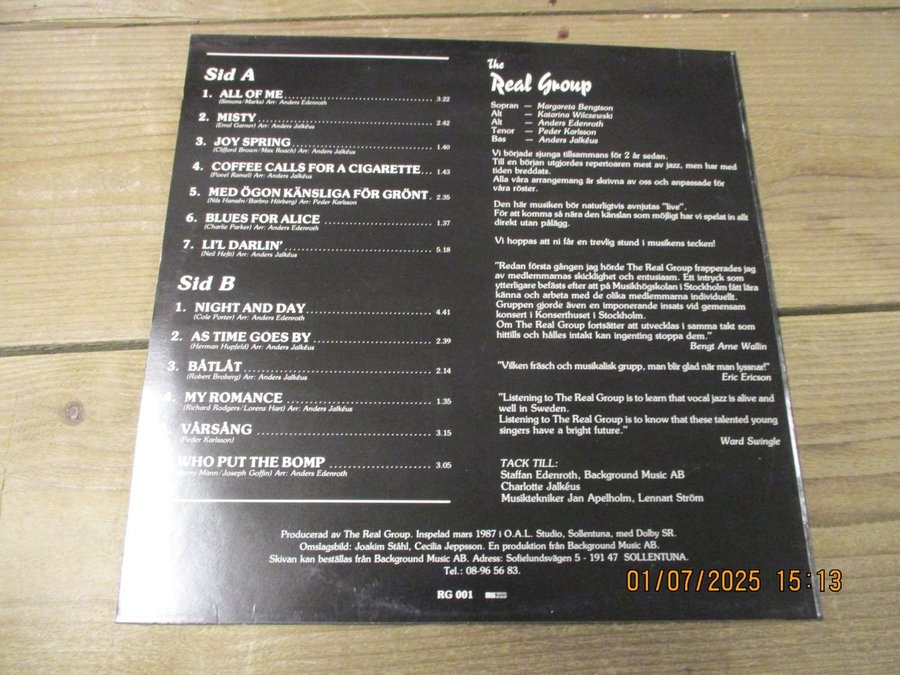 Sid A
1. ALL OF ME 3.22
(Simons/Marks) Arr: Anders Edenroth
2. MISTY 2.42
(Errol Garner) Arr: Anders Jalkéus
3. JOY SPRING 1.40
(Clifford Brown/Max Roach) Arr: Anders Jalkéus
4. COFFEE CALLS FOR A CIGARETTE 1.43
(Povel Ramel) Arr: Anders Jalkéus
5. MED ÖGON KÄNSLIGA FÖR GRÖNT 2.35
(Nils Hansén/Barbro Hörberg) Arr: Peder Karlsson
6. BLUES FOR ALICE 1.37
(Charlie Parker) Arr: Anders Edenroth
7. LI'L DARLIN' 5.18
(Neil Hefti) Arr: Anders Jalkéus
Sid B
1. NIGHT AND DAY 4.41
(Cole Porter) Arr: Anders Edenroth
2. AS TIME GOES BY 2.39
(Herman Hupfeld) Arr: Anders Jalkéus
3. BÅTLÅT 2.14
(Robert Broberg) Arr: Anders Jalkéus
MY ROMANCE 1.35
(Richard Rodgers/Lorenz Hart) Arr: Anders Jalkéus
VÅRSÅNG 3.15
(Peder Karlsson)
WHO PUT THE BOMP 3.05
Mann/Joseph Goffin) Arr: Anders Edenroth
The
Real Group
Sopran — Margareta Bengtson
Alt — Katarina Wilczewski
Alt — Anders Edenroth
Tenor — Peder Karlsson
Bas — Anders Jalkéus
Vi började sjunga tillsammans för 2 år sedan.
Till en början utgjordes repertoaren mest av jazz, men har med
tiden breddats.
Alla våra arrangemang är skrivna av oss och anpassade för
våra röster.
Den här musiken bör naturligtvis avnjutas "live".
För att komma så nära den känslan som möjligt har vi spelat in allt
direkt utan pålägg.
Vi hoppas att ni får en trevlig stund i musikens tecken!
"Redan första gången jag hörde The Real Group frapperades jag
av medlemmarnas skicklighet och entusiasm. Ett intryck som
ytterligare befästs efter att på Musikhögskolan i Stockholm fått lära
känna och arbeta med de olika medlemmarna individuellt.
Gruppen gjorde även en imponerande insats vid gemensam
konsert i Konserthuset i Stockholm.
Om The Real Group fortsätter att utvecklas i samma takt som
hittills och hålles intakt kan ingenting stoppa dem."
Bengt Arne Wallin
"Vilken fräsch och musikalisk grupp, man blir glad när man lyssnar!"
Eric Ericson
"Listening to The Real Group is to learn that vocal jazz is alive and
well in Sweden.
Listening to The Real Group is to know that these talented young
singers have a bright future."
Ward Swingle
TACK TILL:
Staffan Edenroth, Background Music AB
Charlotte Jalkéus
Musiktekniker Jan Apelholm, Lennart Ström
Producerad av The Real Group. Inspelad mars 1987 i O.A.L. Studio, Sollentuna, med Dolby SR.
Omslagsbild: Joakim Ståhl, Cecilia Jeppsson. En produktion från Background Music AB.
Skivan kan beställas från Background Music AB. Adress: Sofielundsvägen 5 - 191 47 SOLLENTUNA.
Tel.: 08-96 56 83.
RG 001
01/07/2025 15:13